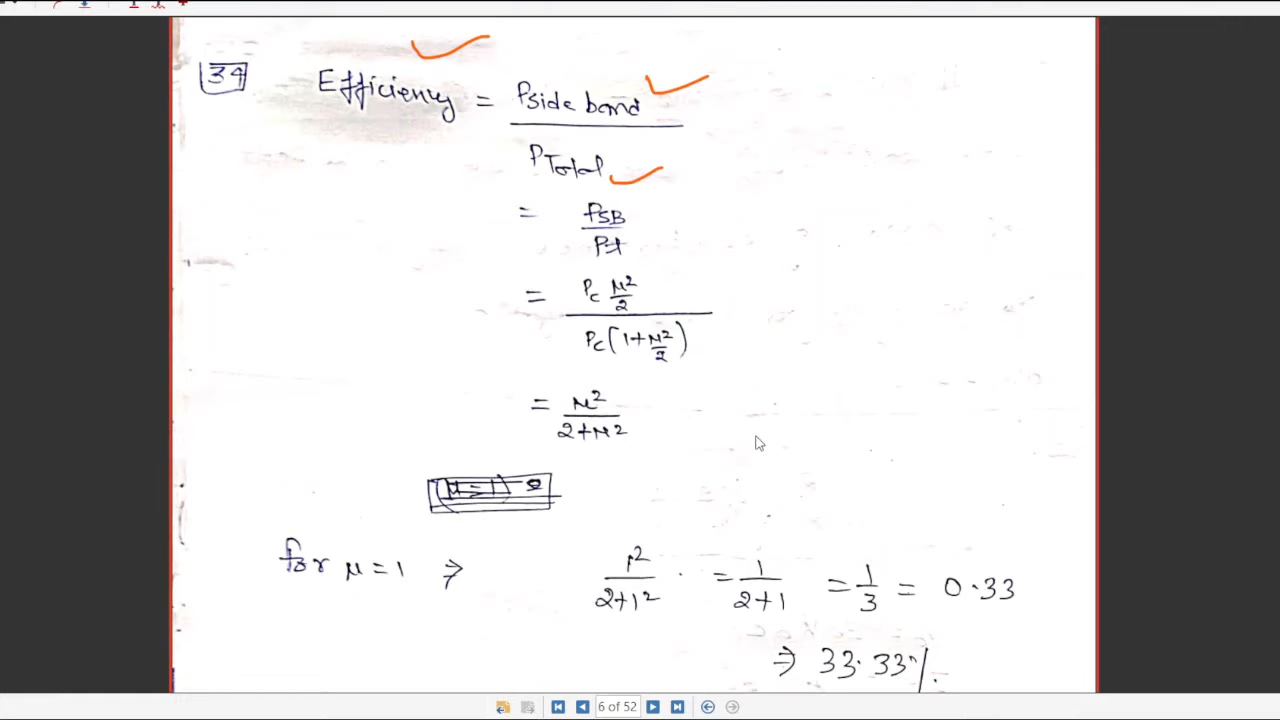 34
Efficiency = Pside band / PTotal
= PSB / Pt
= Pc μ²/2 / Pc(1+μ²/2)
= μ² / 2+μ²
for μ=1 ⇒ 1² / 2+1² = 1 / 2+1 = 1/3 = 0.33
⇒ 33.33%.
6 of 52